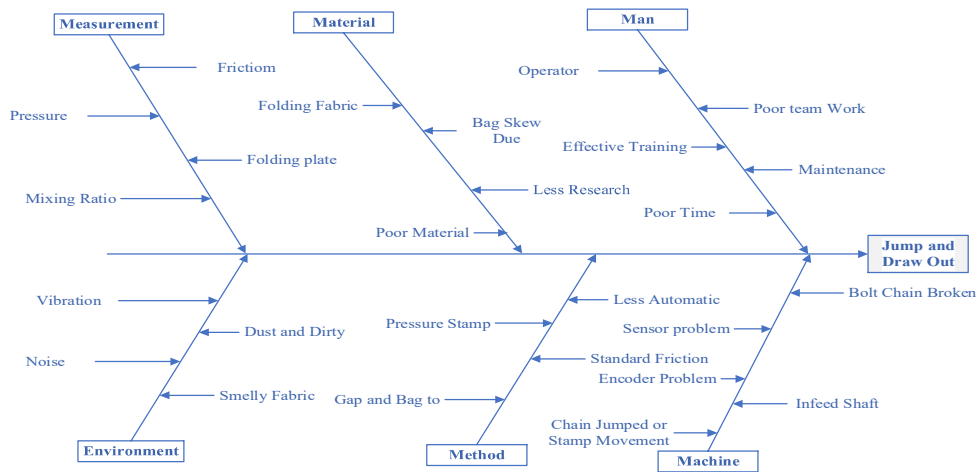 Measurement
Material
Man
Frictiom
Operator
Folding Fabric
Poor team Work
Pressure
Bag Skew
Due
Effective Training
Folding plate
Maintenance
Less Research
Mixing Ratio
Poor Time
Poor Material
Jump and
Draw Out
Bolt Chain Broken
Vibration
Less Automatic
Pressure Stamp
Sensor problem
Dust and Dirty
Noise
Standard Friction
Encoder Problem
Smelly Fabric
Gap and Bag to
Infeed Shaft
Chain Jumped or
Stamp Movement
Environment
Method
Machine